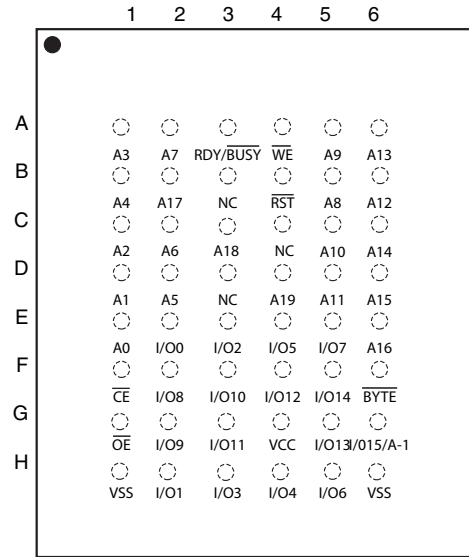 1 2 3 4 5 6
A
A3 A7 RDY/BUSY WE A9 A13
B
A4 A17 NC RST A8 A12
C
A2 A6 A18 NC A10 A14
D
A1 A5 NC A19 A11 A15
E
A0 I/O0 I/O2 I/O5 I/O7 A16
F
CE I/O8 I/O10 I/O12 I/O14 BYTE
G
OE I/O9 I/O11 VCC I/O13 I/015/A-1
H
VSS I/O1 I/O3 I/O4 I/O6 VSS